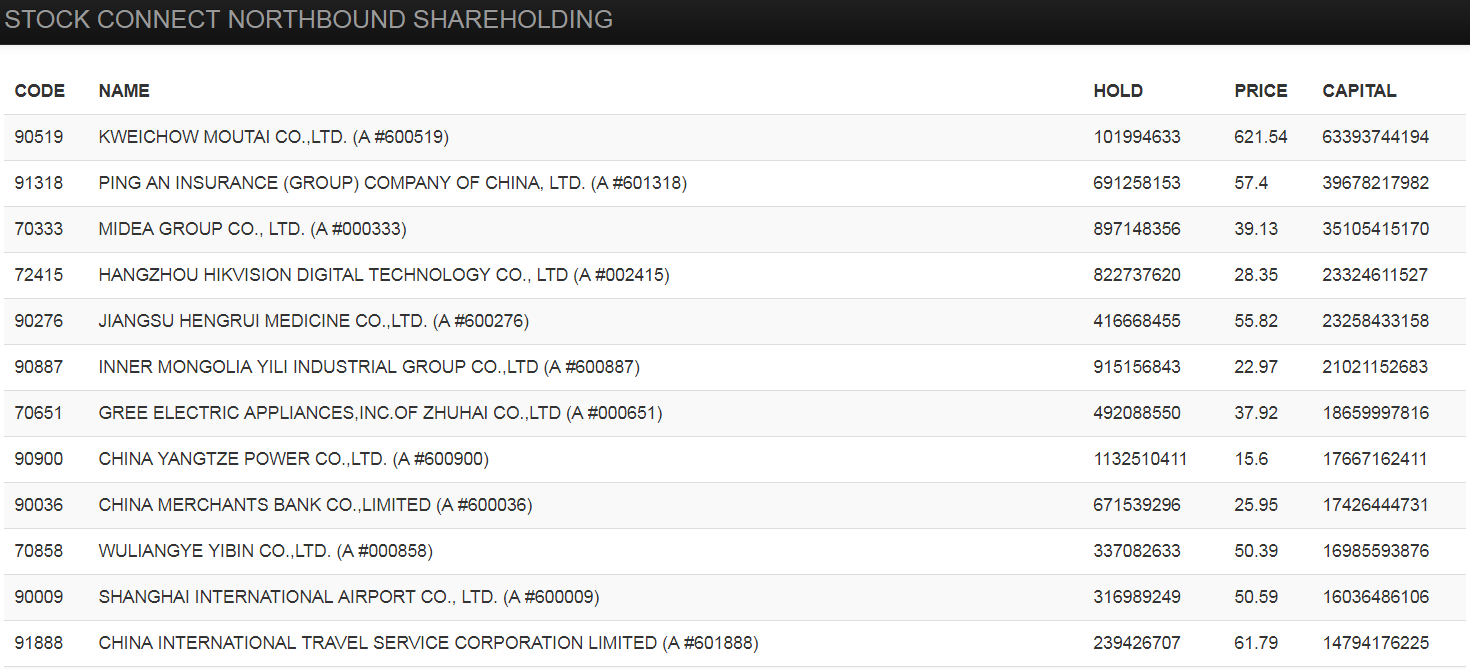 STOCK CONNECT NORTHBOUND SHAREHOLDING
CODE NAME HOLD PRICE CAPITAL
90519 KWEICHOW MOUTAI CO.,LTD. (A #600519) 101994633 621.54 63393744194
91318 PING AN INSURANCE (GROUP) COMPANY OF CHINA, LTD. (A #601318) 691258153 57.4 39678217982
70333 MIDEA GROUP CO., LTD. (A #000333) 897148356 39.13 35105415170
72415 HANGZHOU HIKVISION DIGITAL TECHNOLOGY CO., LTD (A #002415) 822737620 28.35 23324611527
90276 JIANGSU HENGRUI MEDICINE CO.,LTD. (A #600276) 416668455 55.82 23258433158
90887 INNER MONGOLIA YILI INDUSTRIAL GROUP CO.,LTD (A #600887) 915156843 22.97 21021152683
70651 GREE ELECTRIC APPLIANCES,INC.OF ZHUHAI CO.,LTD (A #000651) 492088550 37.92 18659997816
90900 CHINA YANGTZE POWER CO.,LTD. (A #600900) 1132510411 15.6 17667162411
90036 CHINA MERCHANTS BANK CO.,LIMITED (A #600036) 671539296 25.95 17426444731
70858 WULIANGYE YIBIN CO.,LTD. (A #000858) 337082633 50.39 16985593876
90009 SHANGHAI INTERNATIONAL AIRPORT CO., LTD. (A #600009) 316989249 50.59 16036486106
91888 CHINA INTERNATIONAL TRAVEL SERVICE CORPORATION LIMITED (A #601888) 239426707 61.79 14794176225